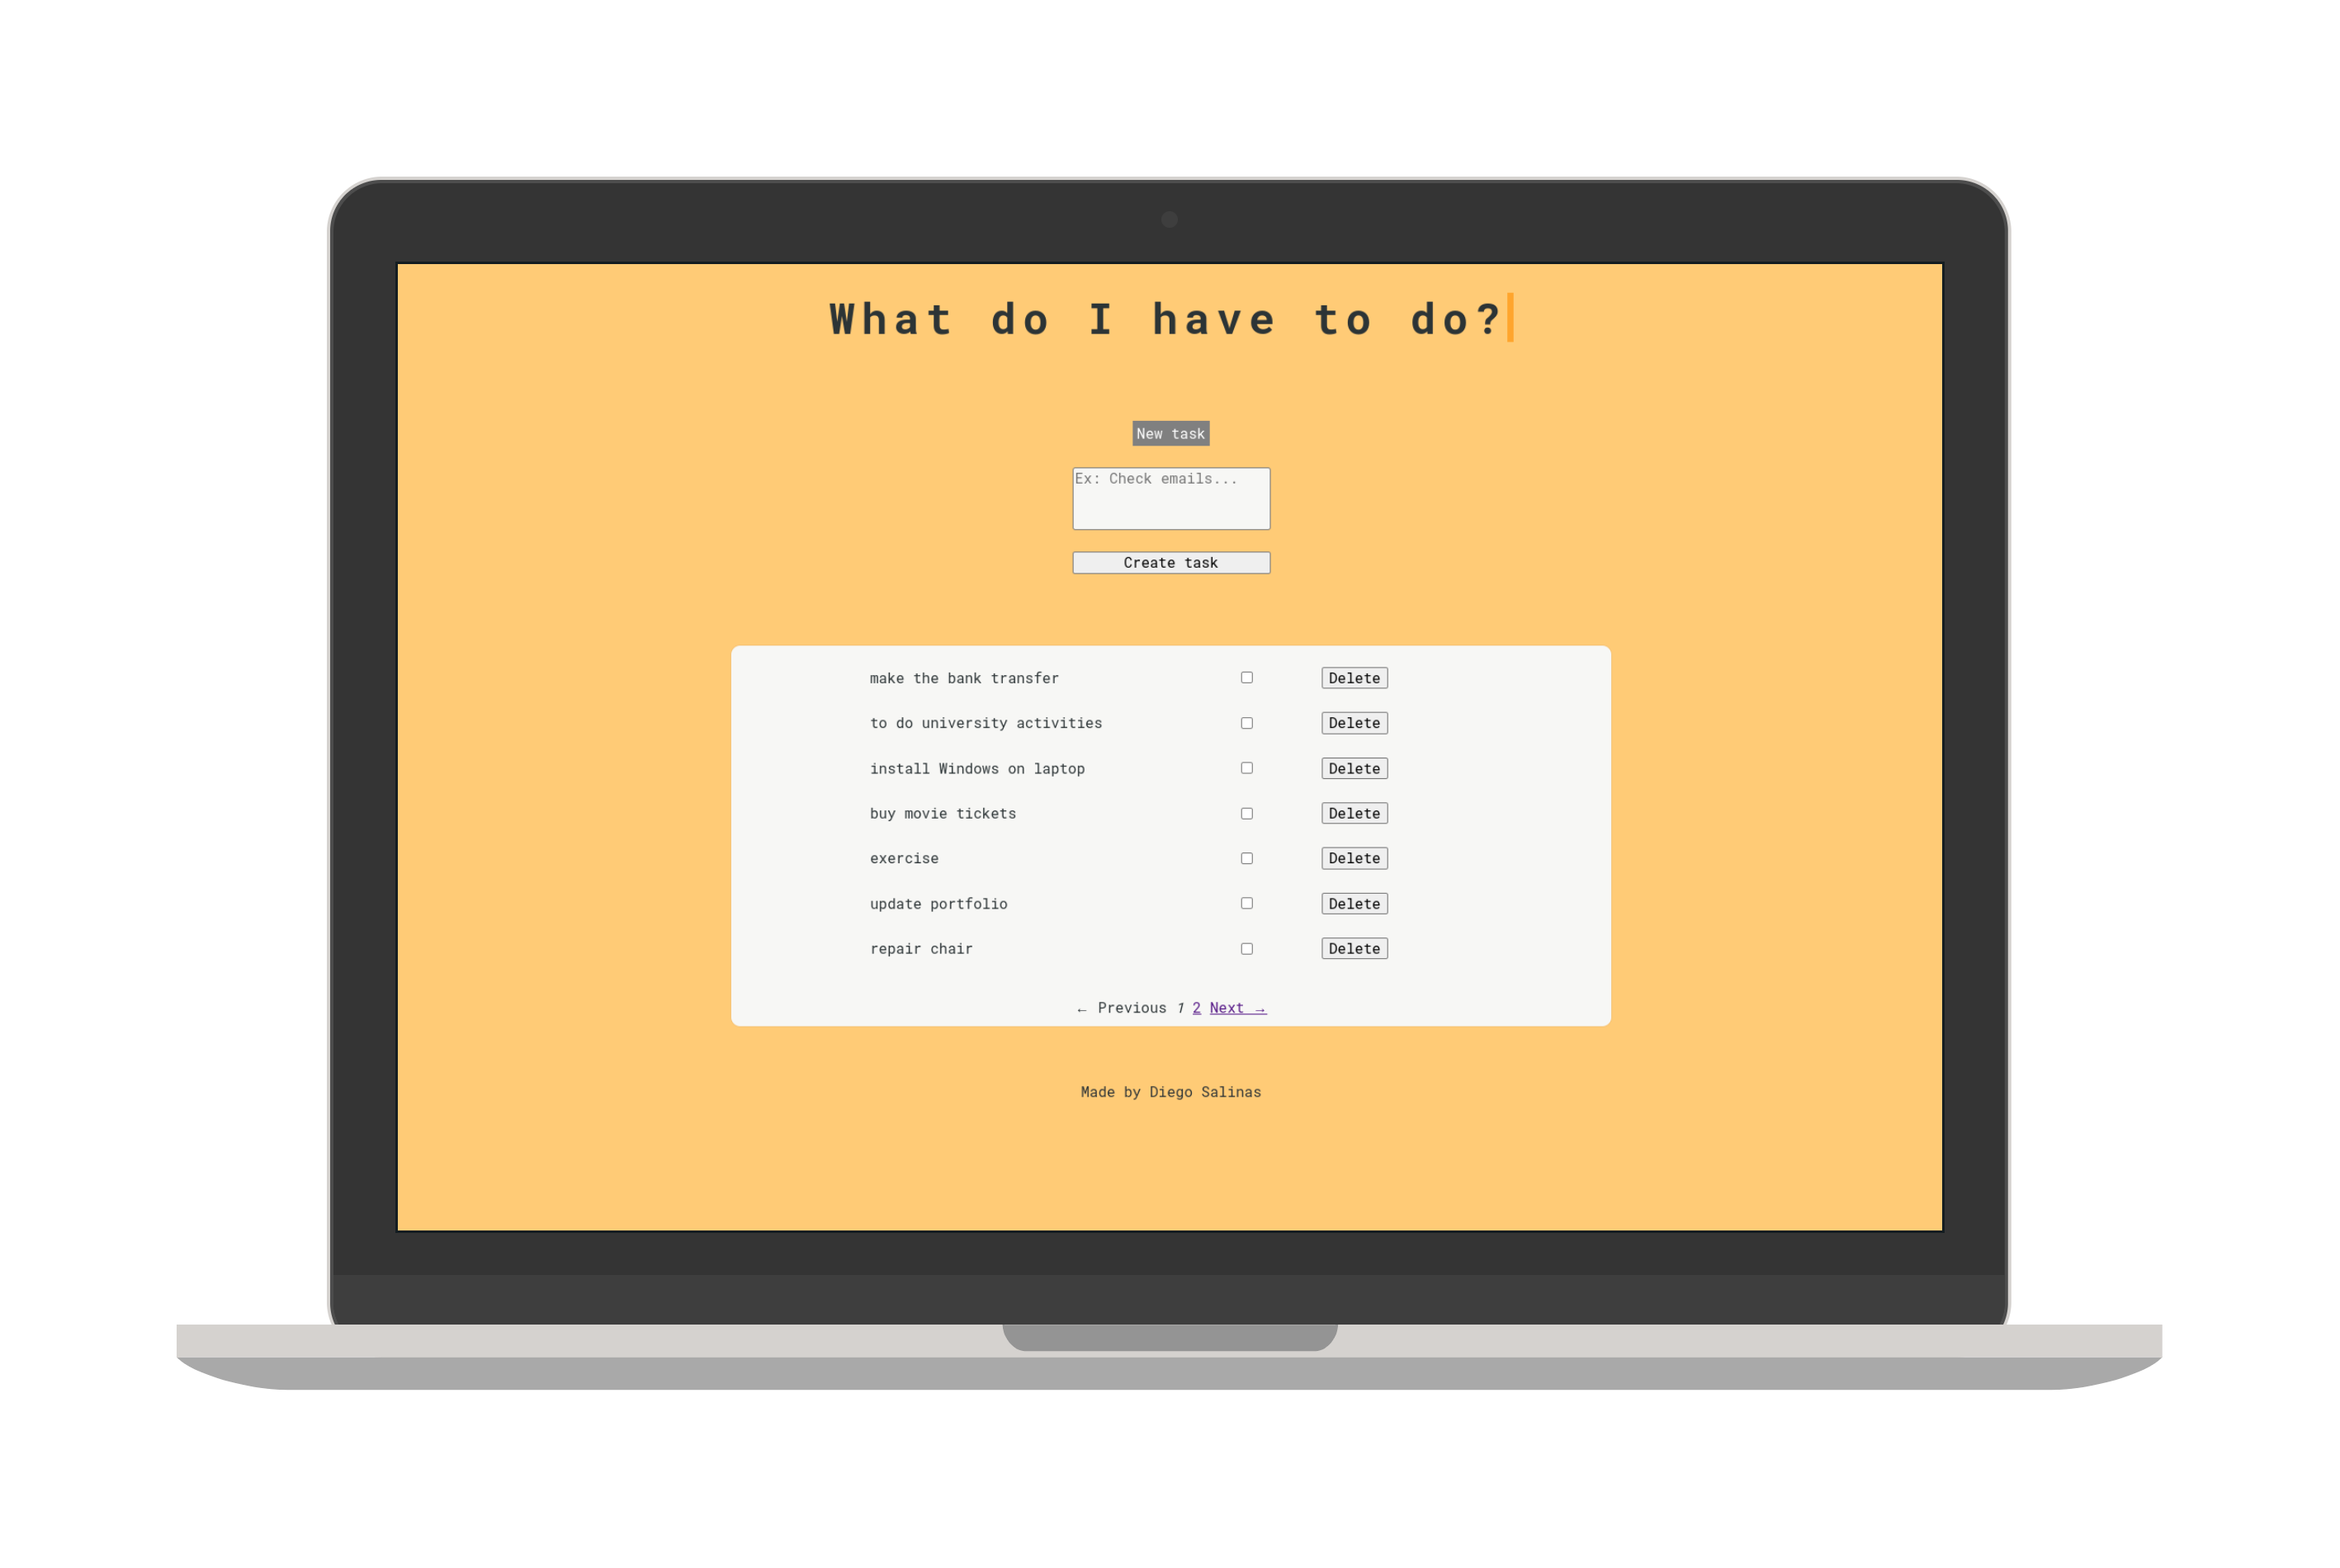 What do I have to do?
New task
Ex: Check emails...
Create task
make the bank transfer Delete
to do university activities Delete
install Windows on laptop Delete
buy movie tickets Delete
exercise Delete
update portfolio Delete
repair chair Delete
← Previous 1 2 Next →
Made by Diego Salinas